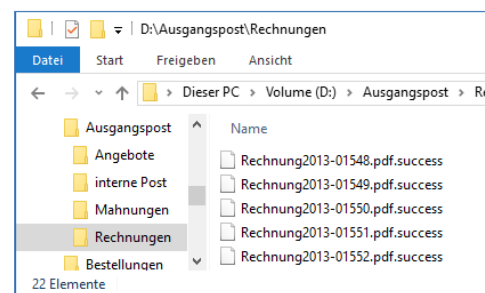 D:\Ausgangspost\Rechnungen
Datei Start Freigeben Ansicht
Dieser PC > Volume (D:) > Ausgangspost >
Ausgangspost
Angebote
interne Post
Mahnungen
Rechnungen
Bestellungen
Name
Rechnung2013-01548.pdf.success
Rechnung2013-01549.pdf.success
Rechnung2013-01550.pdf.success
Rechnung2013-01551.pdf.success
Rechnung2013-01552.pdf.success
22 Elemente